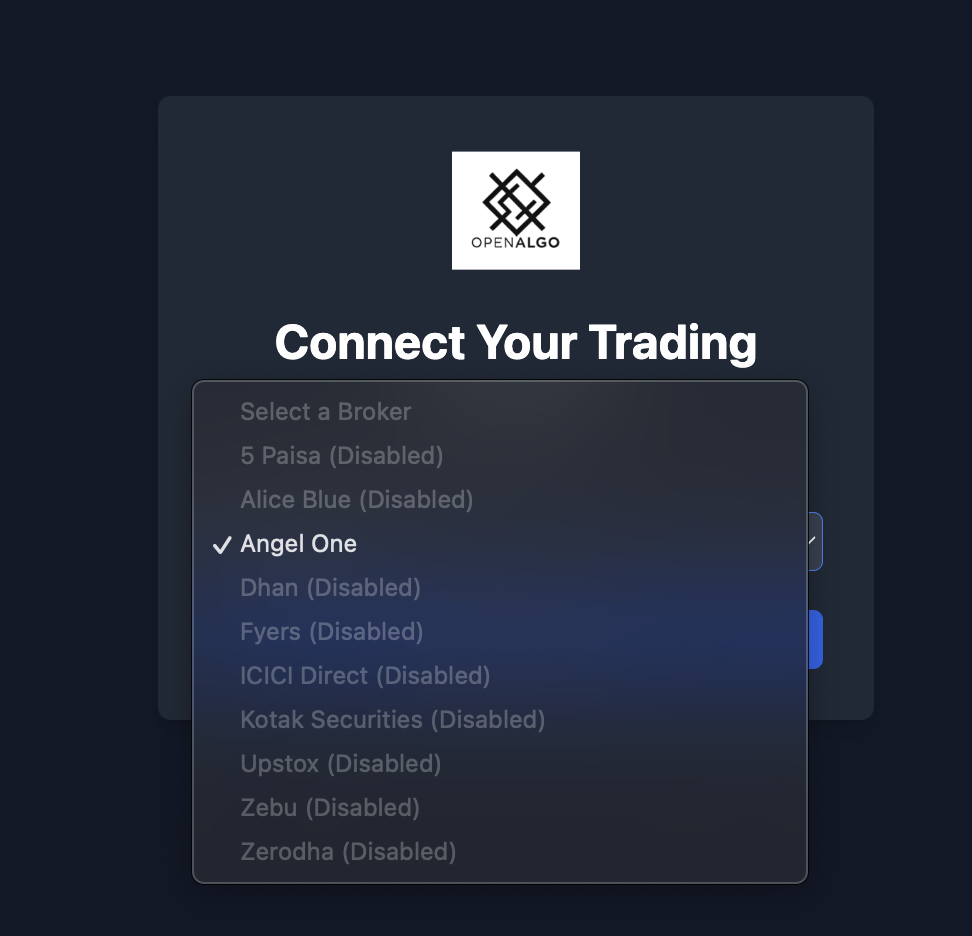 OPENALGO
Connect Your Trading
Select a Broker
5 Paisa (Disabled)
Alice Blue (Disabled)
Angel One
Dhan (Disabled)
Fyers (Disabled)
ICICI Direct (Disabled)
Kotak Securities (Disabled)
Upstox (Disabled)
Zebu (Disabled)
Zerodha (Disabled)